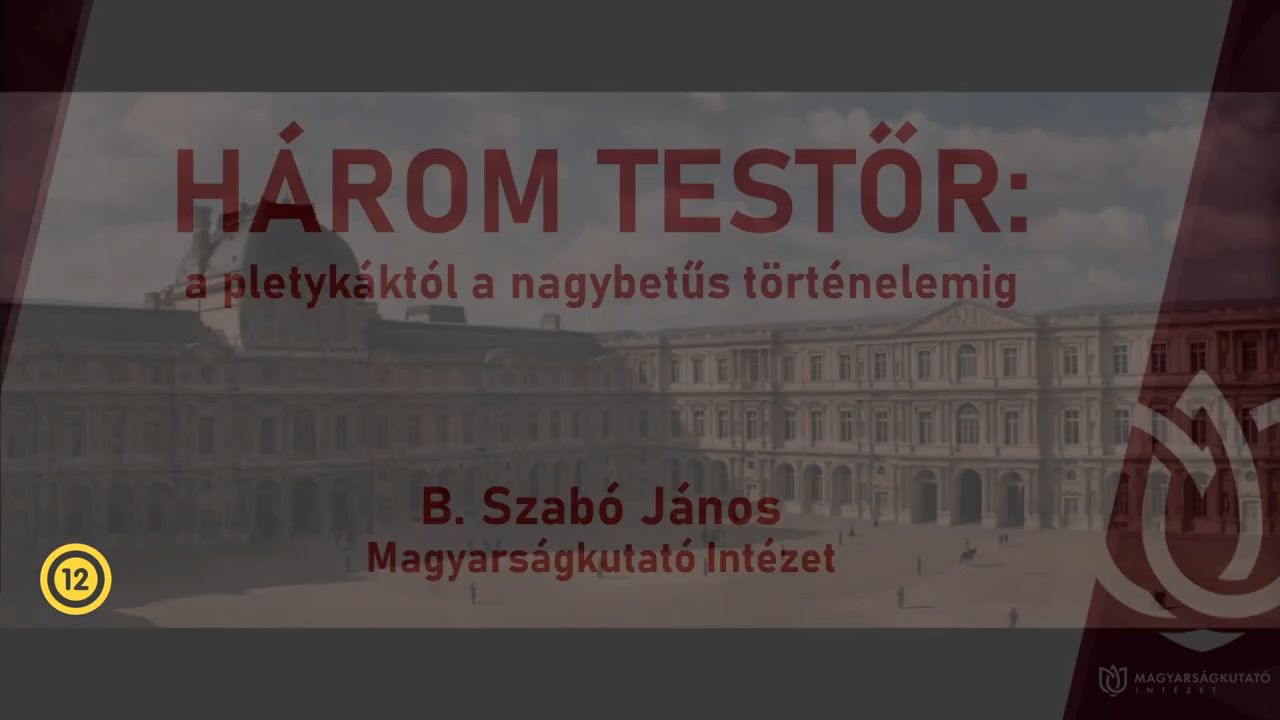 HÁROM TESTŐR:
a pletykáktól a nagybetűs történelemig
B. Szabó János
Magyarságkutató Intézet
12
MAGYARSÁGKUTATÓ
INTÉZET